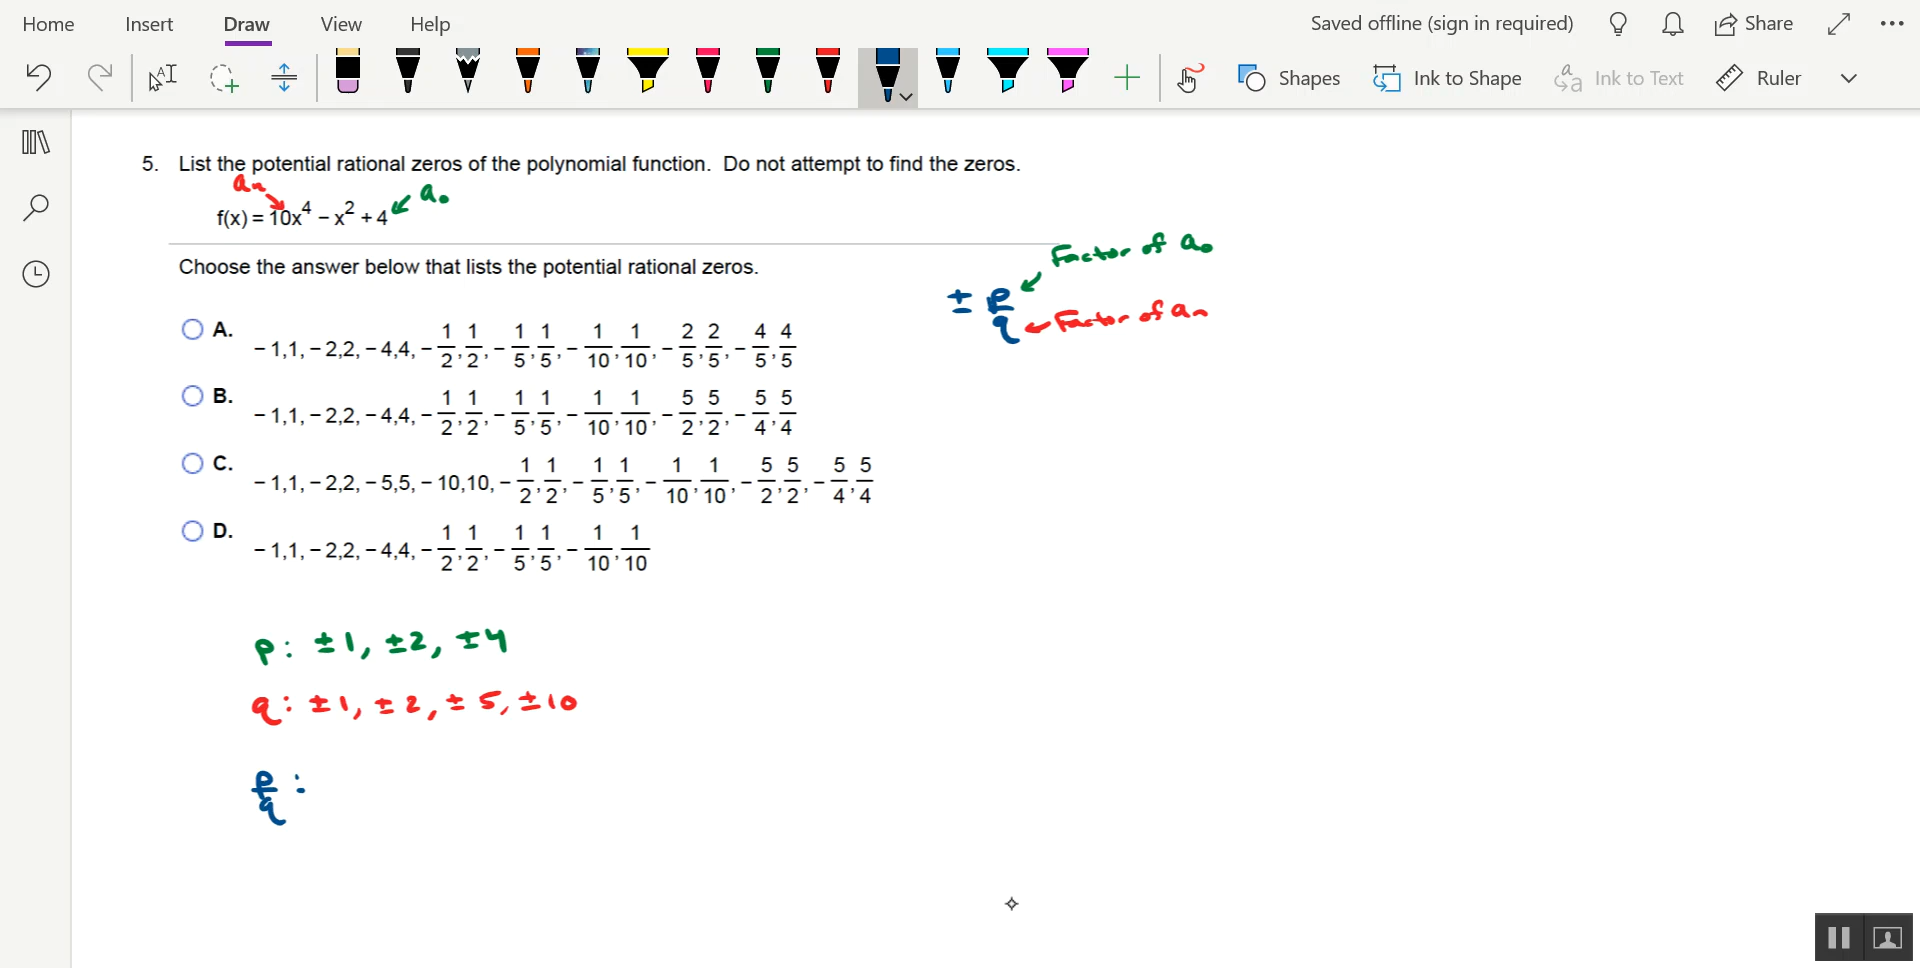 Home Insert Draw View Help Saved offline (sign in required) Share
Shapes Ink to Shape Ink to Text Ruler
5. List the potential rational zeros of the polynomial function. Do not attempt to find the zeros.
aₙ a₀
f(x) = 10x⁴ − x² + 4
Factor of a₀
Choose the answer below that lists the potential rational zeros.
± p/q
Factor of aₙ
A. − 1,1, − 2,2, − 4,4, − 1/2, 1/2, − 1/5, 1/5, − 1/10, 1/10, − 2/5, 2/5, − 4/5, 4/5
B. − 1,1, − 2,2, − 4,4, − 1/2, 1/2, − 1/5, 1/5, − 1/10, 1/10, − 5/2, 5/2, − 5/4, 5/4
C. − 1,1, − 2,2, − 5,5, − 10,10, − 1/2, 1/2, − 1/5, 1/5, − 1/10, 1/10, − 5/2, 5/2, − 5/4, 5/4
D. − 1,1, − 2,2, − 4,4, − 1/2, 1/2, − 1/5, 1/5, − 1/10, 1/10
p: ±1, ±2, ±4
q: ±1, ±2, ±5, ±10
p/q :